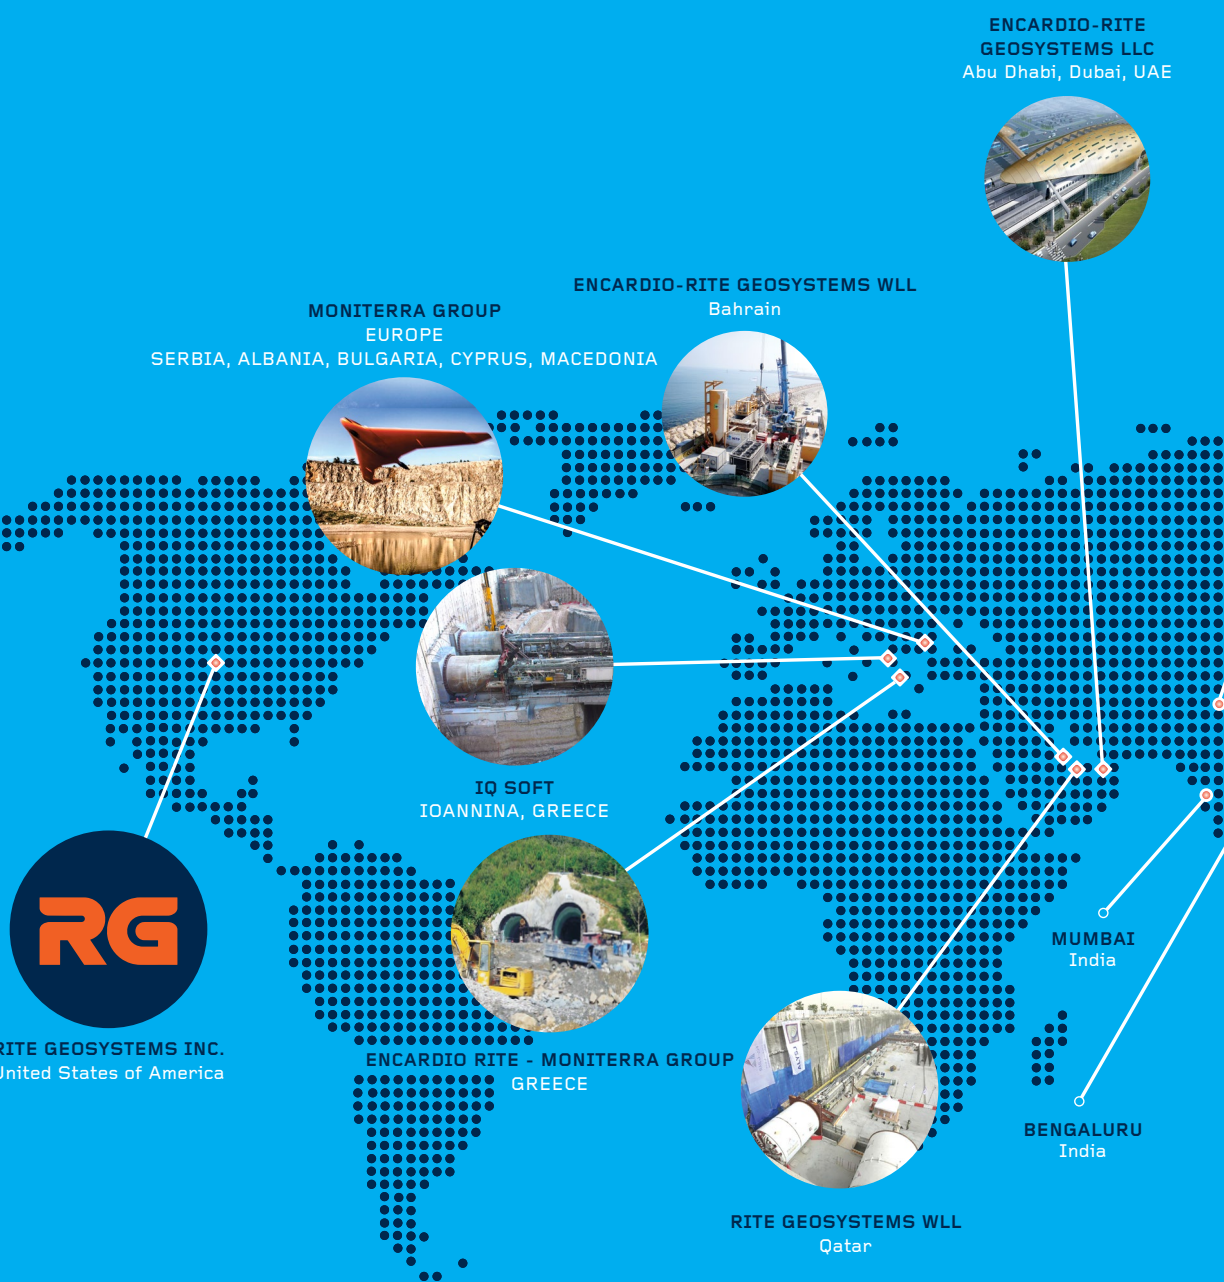 ENCARDIO-RITE
GEOSYSTEMS LLC
Abu Dhabi, Dubai, UAE
ENCARDIO-RITE GEOSYSTEMS WLL
Bahrain
MONITERRA GROUP
EUROPE
SERBIA, ALBANIA, BULGARIA, CYPRUS, MACEDONIA
IQ SOFT
IOANNINA, GREECE
RG
RITE GEOSYSTEMS INC.
United States of America
ENCARDIO RITE - MONITERRA GROUP
GREECE
MUMBAI
India
BENGALURU
India
RITE GEOSYSTEMS WLL
Qatar